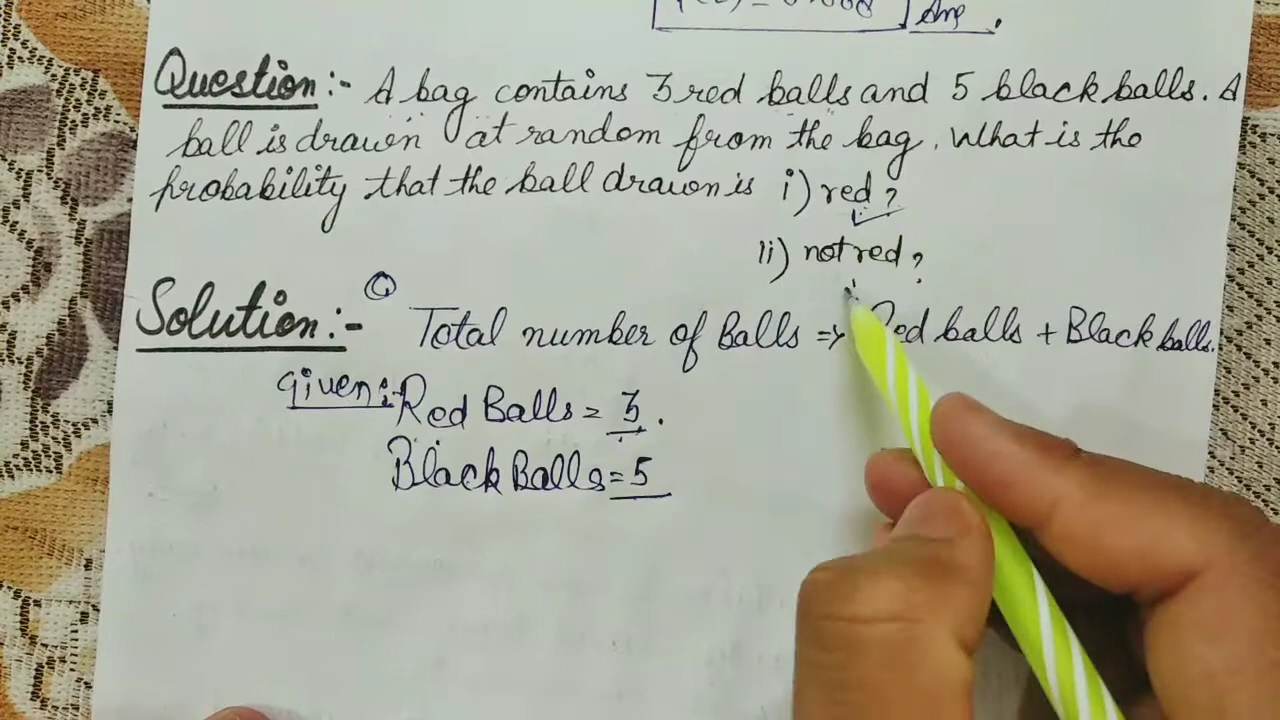 Ans.
Question:- A bag contains 3 red balls and 5 black balls. A
ball is drawn at random from the bag. What is the
probability that the ball drawn is i) red?
ii) not red?
Solution:- Total number of Balls => Red balls + Black balls.
Given:- Red Balls = 3.
Black Balls = 5